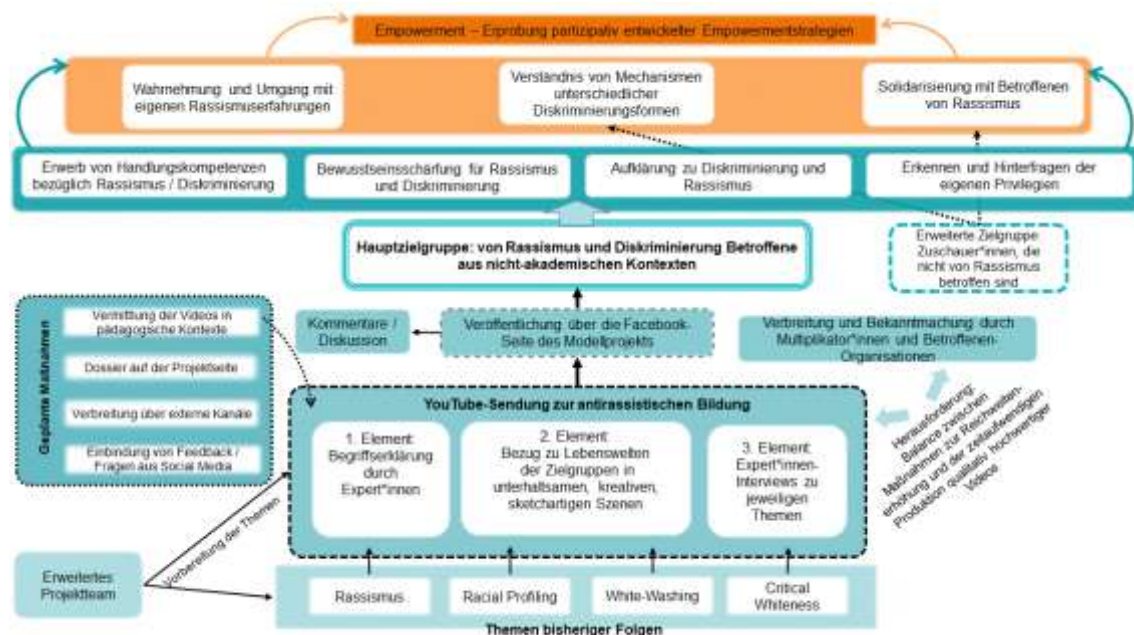 Empowerment – Erprobung partizipativ entwickelter Empowermentstrategien
Wahrnehmung und Umgang mit
eigenen Rassismuserfahrungen
Verständnis von Mechanismen
unterschiedlicher
Diskriminierungsformen
Solidarisierung mit Betroffenen
von Rassismus
Erwerb von Handlungskompetenzen
bezüglich Rassismus / Diskriminierung
Bewusstseinsschärfung für Rassismus
und Diskriminierung
Aufklärung zu Diskriminierung und
Rassismus
Erkennen und Hinterfragen der
eigenen Privilegien
Hauptzielgruppe: von Rassismus und Diskriminierung Betroffene
aus nicht-akademischen Kontexten
Erweiterte Zielgruppe
Zuschauer*innen, die
nicht von Rassismus
betroffen sind
Geplante Maßnahmen
Vermittlung der Videos in
pädagogische Kontexte
Dossier auf der Projektseite
Verbreitung über externe Kanäle
Einbindung von Feedback /
Fragen aus Social Media
Kommentare /
Diskussion
Veröffentlichung über die Facebook-
Seite des Modellprojekts
Verbreitung und Bekanntmachung durch
Multiplikator*innen und Betroffenen-
Organisationen
YouTube-Sendung zur antirassistischen Bildung
1. Element:
Begriffserklärung
durch
Expert*innen
2. Element:
Bezug zu Lebenswelten
der Zielgruppen in
unterhaltsamen, kreativen,
sketchartigen Szenen
3. Element:
Expert*innen-
Interviews zu
jeweiligen
Themen
Herausforderung:
Balance zwischen
Maßnahmen zur Reichweiten-
erhöhung und der zeitaufwendigen
Produktion qualitativ hochwertiger
Videos
Vorbereitung der Themen
Erweitertes
Projektteam
Rassismus
Racial Profiling
White-Washing
Critical
Whiteness
Themen bisheriger Folgen